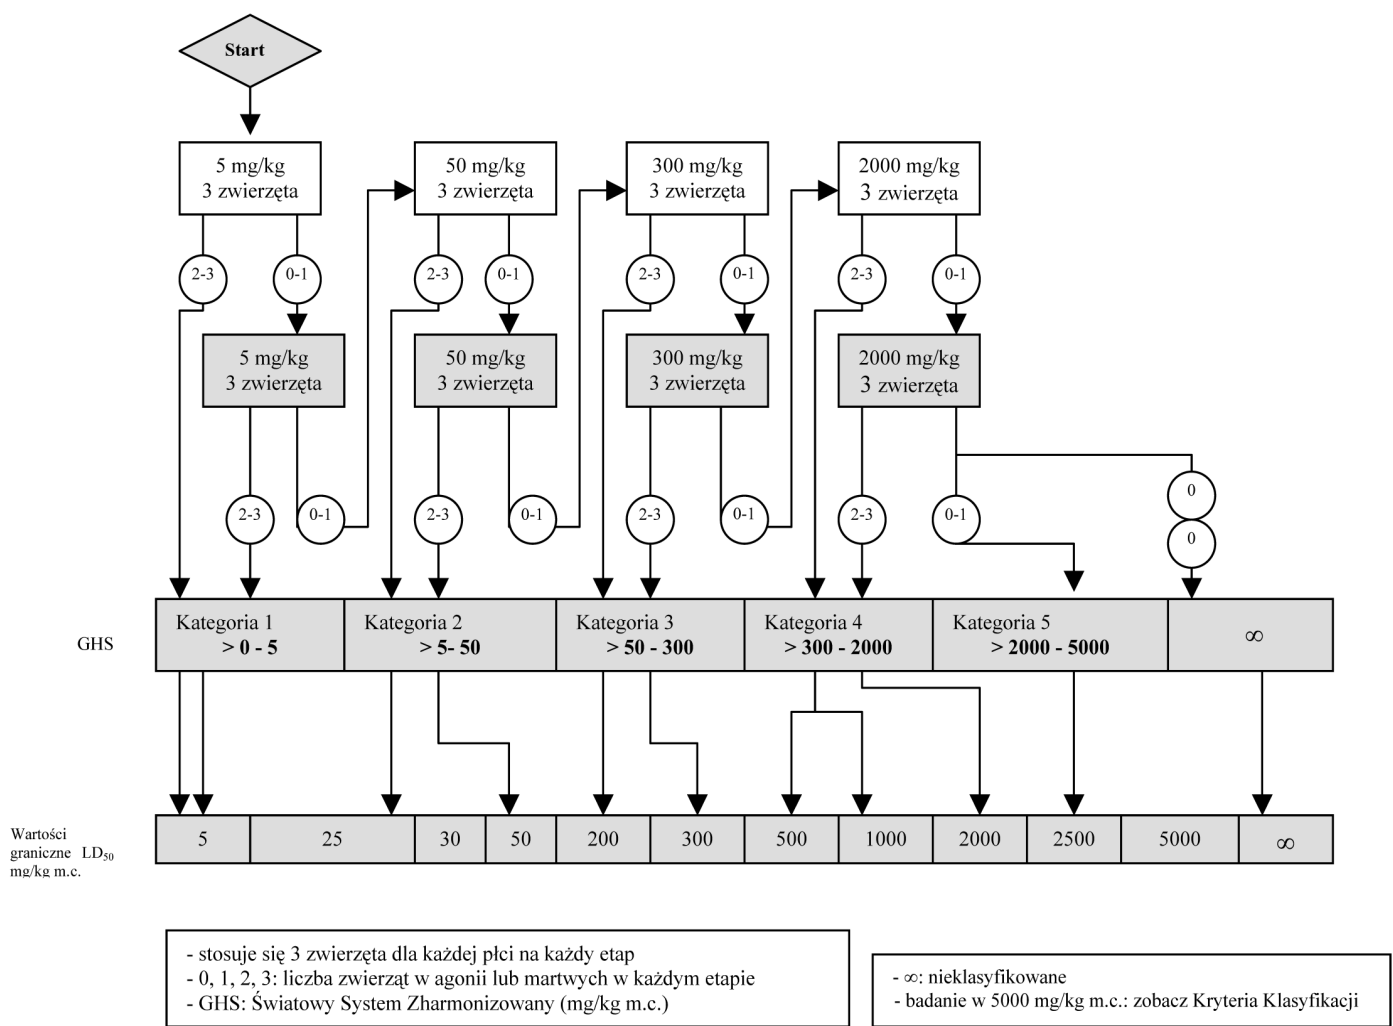 Start
5 mg/kg
3 zwierzęta
50 mg/kg
3 zwierzęta
300 mg/kg
3 zwierzęta
2000 mg/kg
3 zwierzęta
2-3
0-1
2-3
0-1
2-3
0-1
2-3
0-1
5 mg/kg
3 zwierzęta
50 mg/kg
3 zwierzęta
300 mg/kg
3 zwierzęta
2000 mg/kg
3 zwierzęta
2-3
0-1
2-3
0-1
2-3
0-1
2-3
0-1
0
0
GHS
Kategoria 1
> 0 - 5
Kategoria 2
> 5- 50
Kategoria 3
> 50 - 300
Kategoria 4
> 300 - 2000
Kategoria 5
> 2000 - 5000
∞
Wartości
graniczne LD₅₀
mg/kg m.c.
5
25
30
50
200
300
500
1000
2000
2500
5000
∞
- stosuje się 3 zwierzęta dla każdej płci na każdy etap
- 0, 1, 2, 3: liczba zwierząt w agonii lub martwych w każdym etapie
- GHS: Światowy System Zharmonizowany (mg/kg m.c.)
- ∞: nieklasyfikowane
- badanie w 5000 mg/kg m.c.: zobacz Kryteria Klasyfikacji